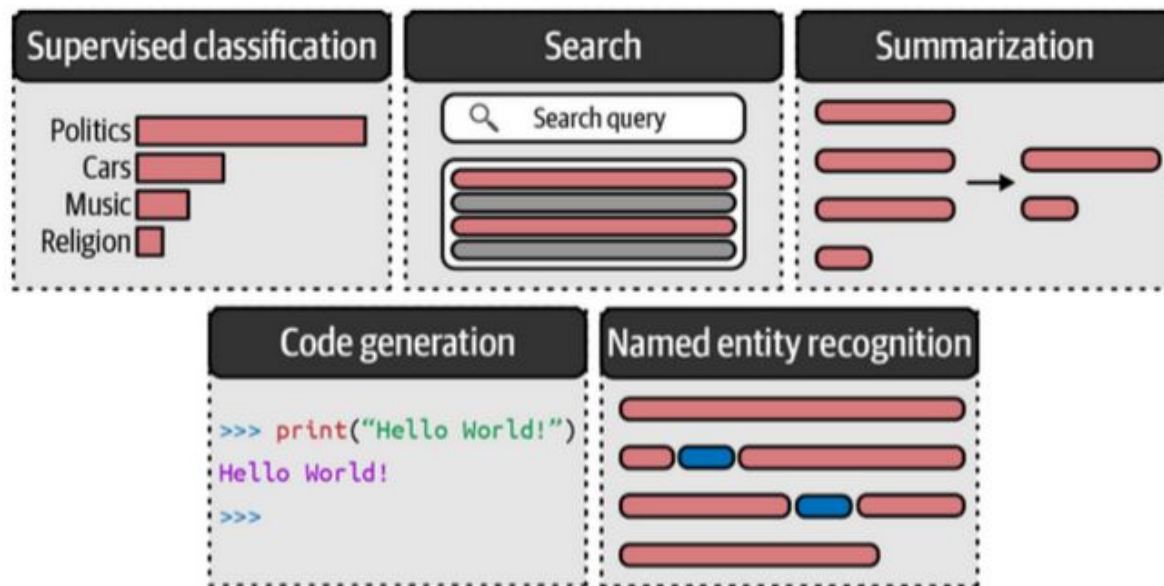 Supervised classification
Politics
Cars
Music
Religion
Search
Search query
Summarization
Code generation
>>> print(“Hello World!”)
Hello World!
>>>
Named entity recognition